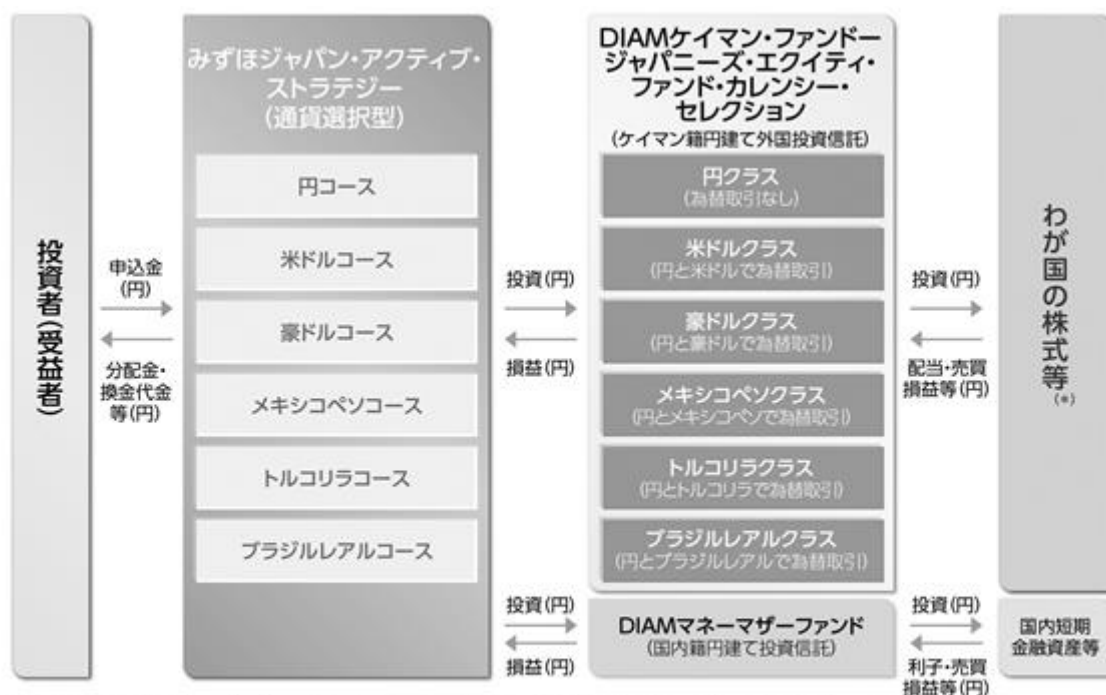 投資者(受益者)
申込金
(円)
分配金・
換金代金
等(円)
みずほジャパン・アクティブ・
ストラテジー
(通貨選択型)
円コース
米ドルコース
豪ドルコース
メキシコペソコース
トルコリラコース
ブラジルレアルコース
投資(円)
損益(円)
投資(円)
損益(円)
DIAMケイマン・ファンドー
ジャパニーズ・エクイティ・
ファンド・カレンシー・
セレクション
(ケイマン籍円建て外国投資信託)
円クラス
(為替取引なし)
米ドルクラス
(円と米ドルで為替取引)
豪ドルクラス
(円と豪ドルで為替取引)
メキシコペソクラス
(円とメキシコペソで為替取引)
トルコリラクラス
(円とトルコリラで為替取引)
ブラジルレアルクラス
(円とブラジルレアルで為替取引)
DIAMマネーマザーファンド
(国内籍円建て投資信託)
投資(円)
配当・売買
損益等(円)
投資(円)
利子・売買
損益等(円)
わが国の株式等
(*)
国内短期
金融資産等